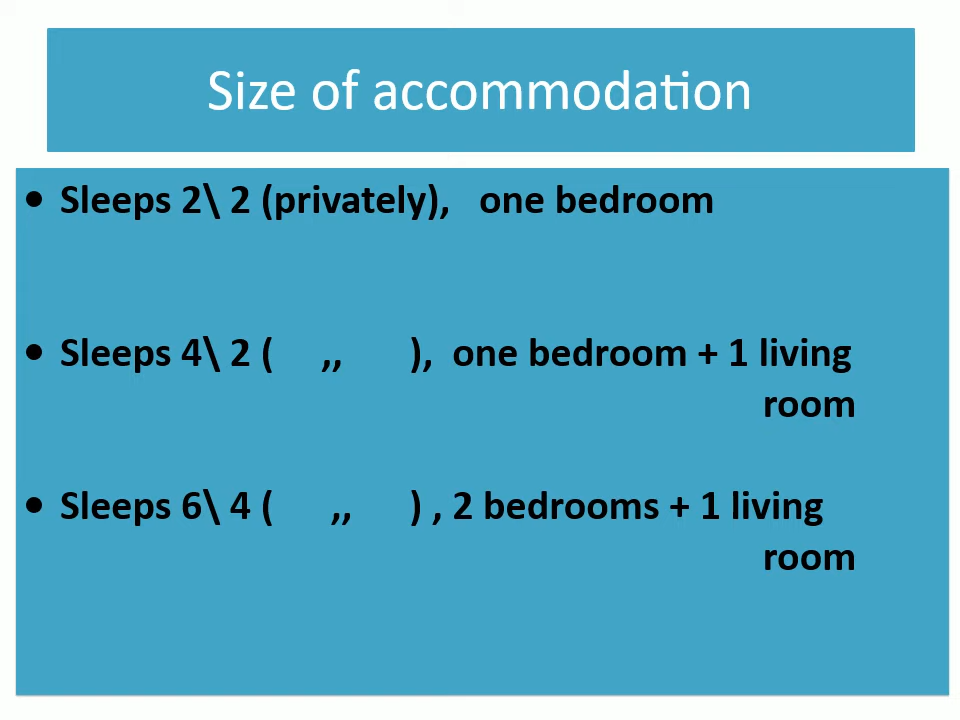 Size of accommodation
• Sleeps 2\ 2 (privately), one bedroom
• Sleeps 4\ 2 ( ,, ), one bedroom + 1 living
room
• Sleeps 6\ 4 ( ,, ) , 2 bedrooms + 1 living
room